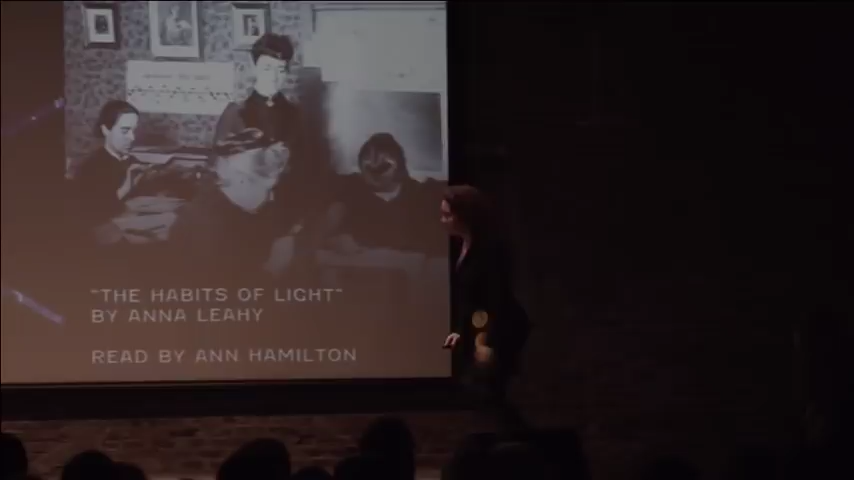 "THE HABITS OF LIGHT"
BY ANNA LEAHY
READ BY ANN HAMILTON